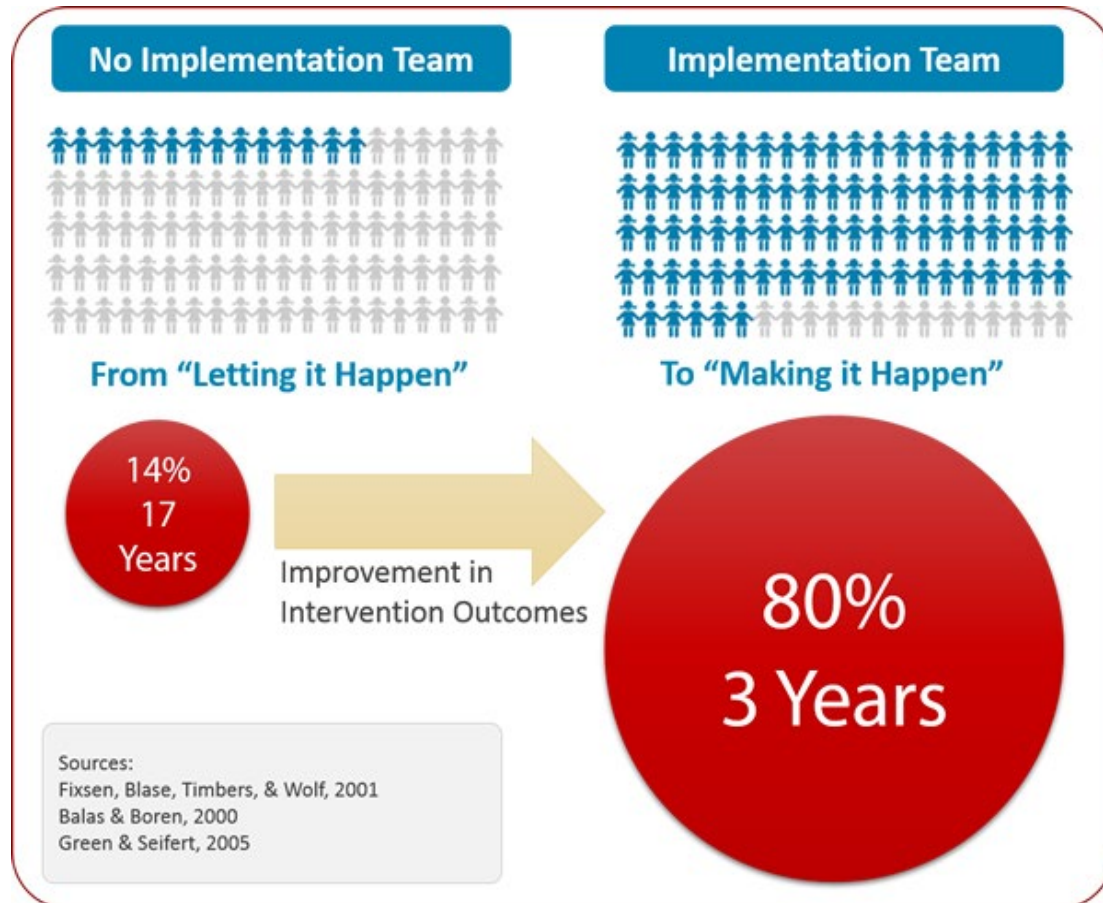 No Implementation Team
Implementation Team
From “Letting it Happen”
To “Making it Happen”
14%
17
Years
Improvement in
Intervention Outcomes
80%
3 Years
Sources:
Fixsen, Blase, Timbers, & Wolf, 2001
Balas & Boren, 2000
Green & Seifert, 2005